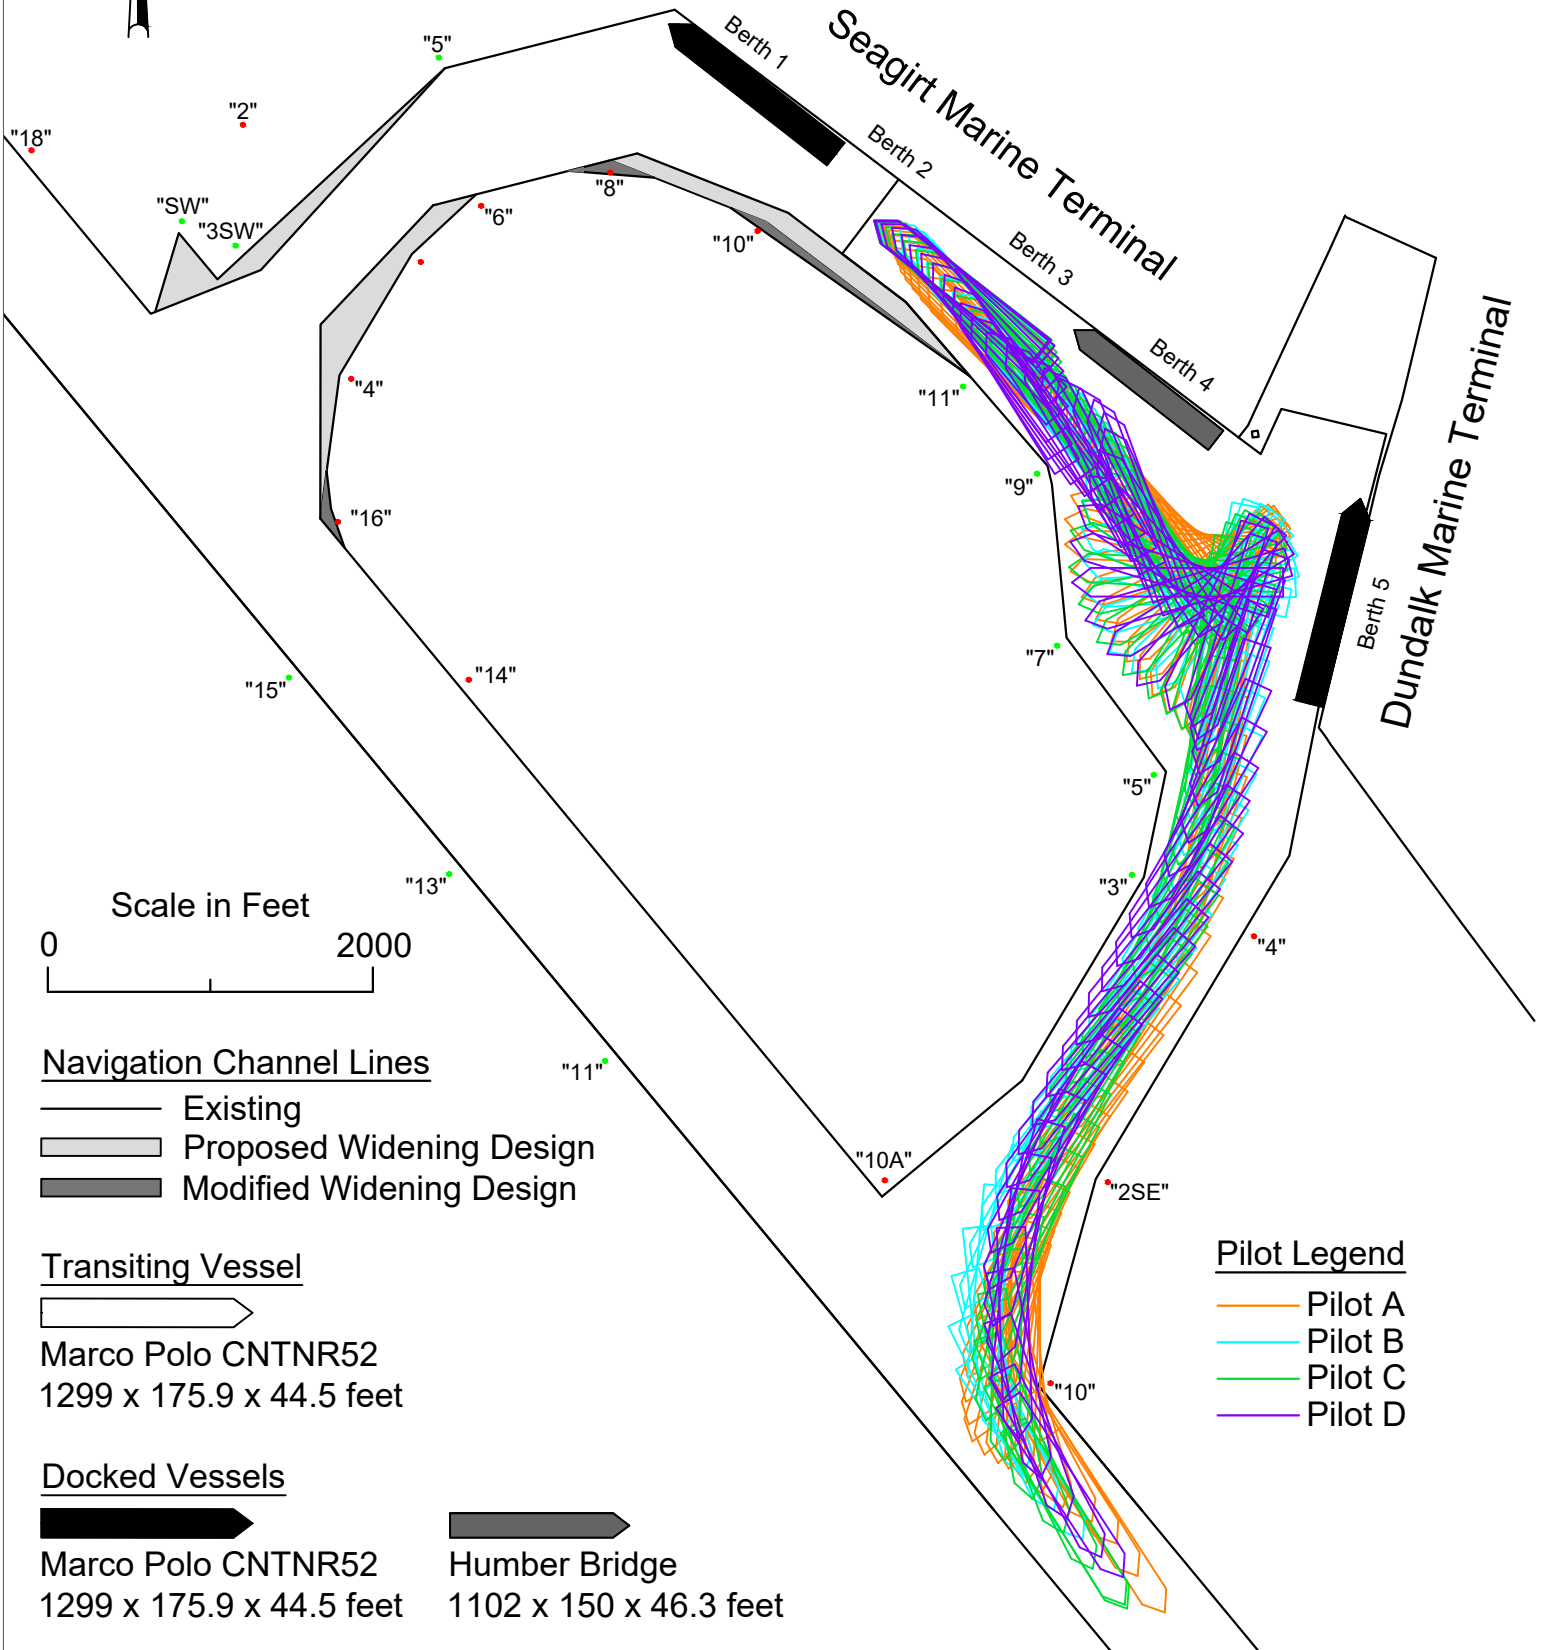 "5"
Berth 1
Seagirt Marine Terminal
"2"
"18"
Berth 2
"8"
"SW"
"6"
"3SW"
"10"
Berth 3
Berth 4
Dundalk Marine Terminal
"4"
"11"
"9"
"16"
Berth 5
"7"
"14"
"15"
"5"
"13"
"3"
"4"
Scale in Feet
0 2000
Navigation Channel Lines
Existing
Proposed Widening Design
Modified Widening Design
"11"
"10A"
"2SE"
Transiting Vessel
Marco Polo CNTNR52
1299 x 175.9 x 44.5 feet
Pilot Legend
Pilot A
Pilot B
Pilot C
Pilot D
"10"
Docked Vessels
Marco Polo CNTNR52
1299 x 175.9 x 44.5 feet
Humber Bridge
1102 x 150 x 46.3 feet